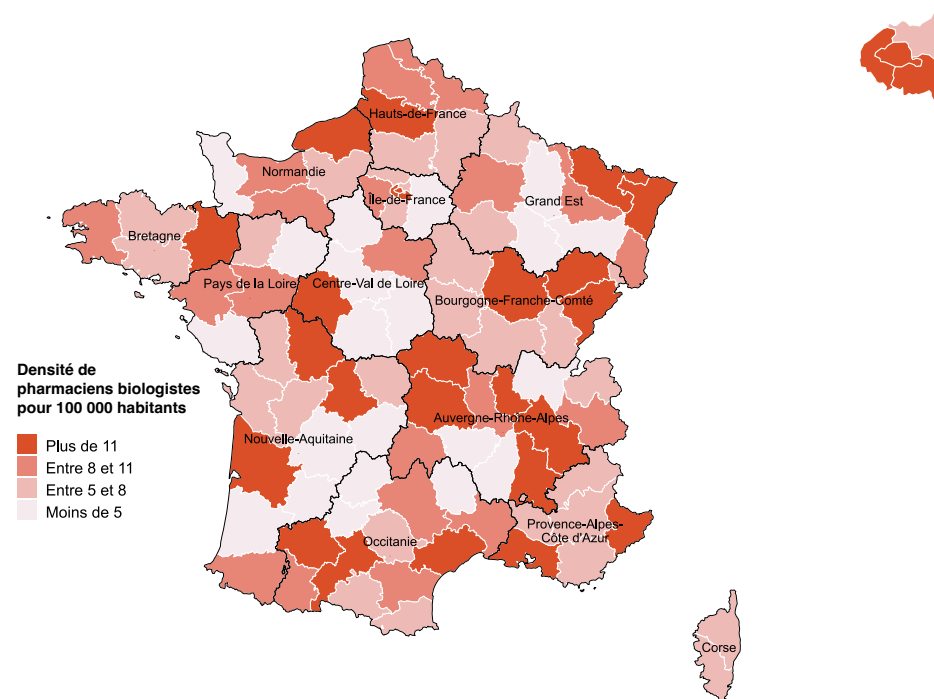 Hauts-de-France
Normandie
Île-de-France
Grand Est
Bretagne
Pays de la Loire
Centre-Val de Loire
Bourgogne-Franche-Comté
Densité de
pharmaciens biologistes
pour 100 000 habitants
Plus de 11
Entre 8 et 11
Entre 5 et 8
Moins de 5
Auvergne-Rhône-Alpes
Nouvelle-Aquitaine
Provence-Alpes-
Côte d'Azur
Occitanie
Corse